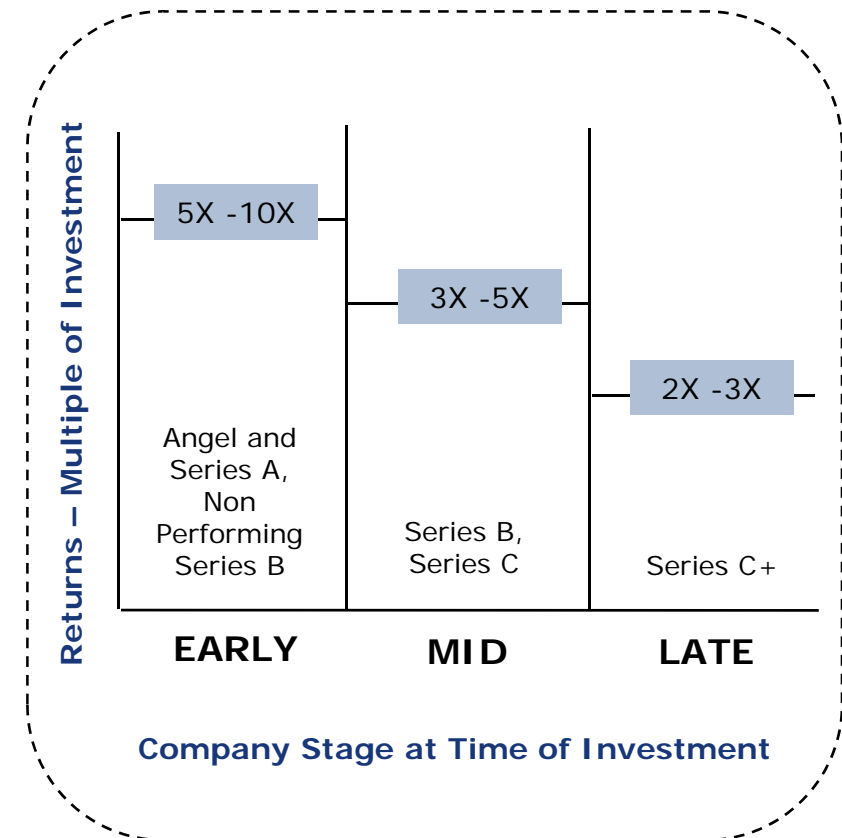 Returns – Multiple of Investment
5X -10X
3X -5X
2X -3X
Angel and
Series A,
Non
Performing
Series B
Series B,
Series C
Series C+
EARLY
MID
LATE
Company Stage at Time of Investment